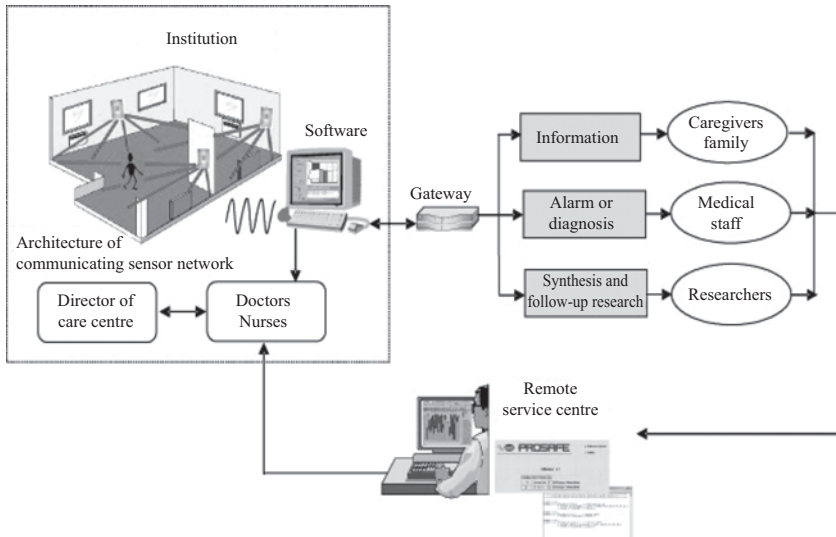 Institution
Software
Architecture of
communicating sensor network
Director of
care centre
Doctors
Nurses
Gateway
Information
Caregivers
family
Alarm or
diagnosis
Medical
staff
Synthesis and
follow-up research
Researchers
Remote
service centre
PROSAFE